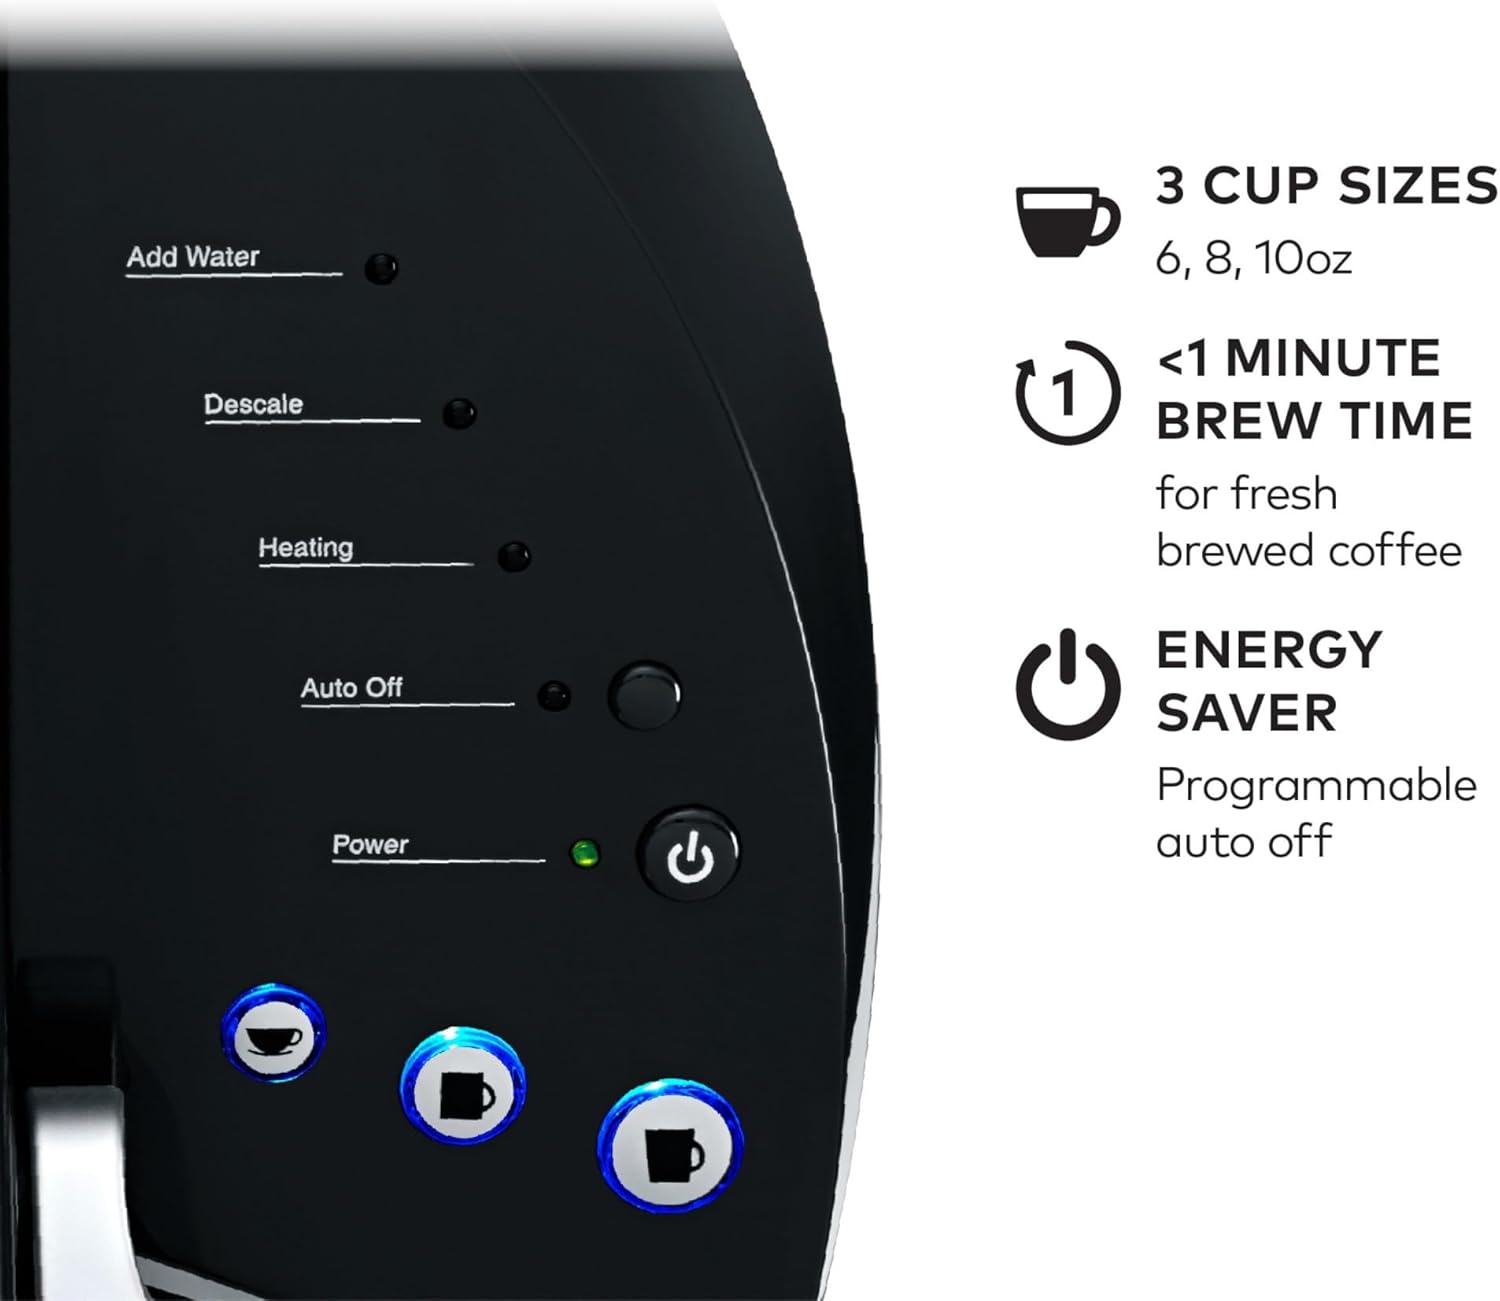 Add Water
Descale
Heating
Auto Off
Power
3 CUP SIZES
6, 8, 10oz
1
<1 MINUTE
BREW TIME
for fresh
brewed coffee
ENERGY
SAVER
Programmable
auto off